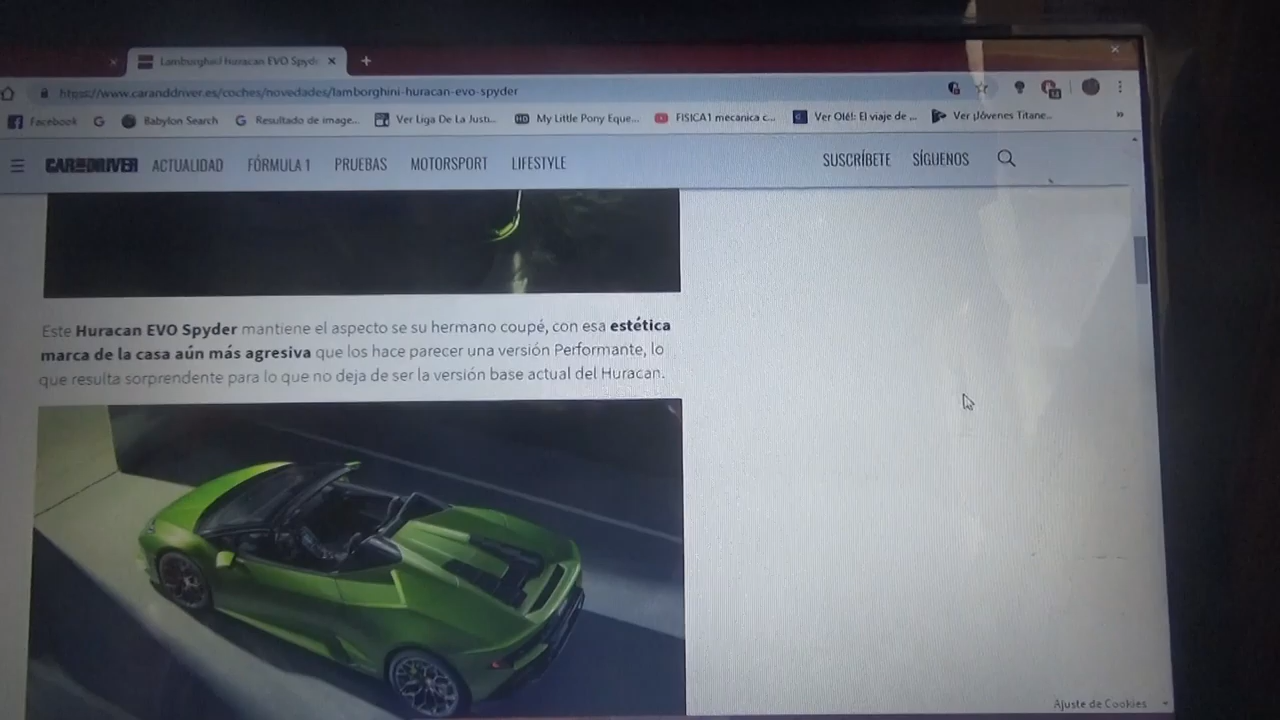 Lamborghini Huracan EVO Spyd
https://www.caranddriver.es/coches/novedades/lamborghini-huracan-evo-spyder
Facebook
Babylon Search
Resultado de image...
Ver Liga De La Justi...
HD My Little Pony Eque...
FISICA1 mecanica c...
Ver Olé!: El viaje de ...
Ver ¡Jóvenes Titane...
»
CAR AND DRIVER ACTUALIDAD FÓRMULA 1 PRUEBAS MOTORSPORT LIFESTYLE SUSCRÍBETE SÍGUENOS
Este Huracan EVO Spyder mantiene el aspecto se su hermano coupé, con esa estética
marca de la casa aún más agresiva que los hace parecer una versión Performante, lo
que resulta sorprendente para lo que no deja de ser la versión base actual del Huracan.
Ajuste de Cookies